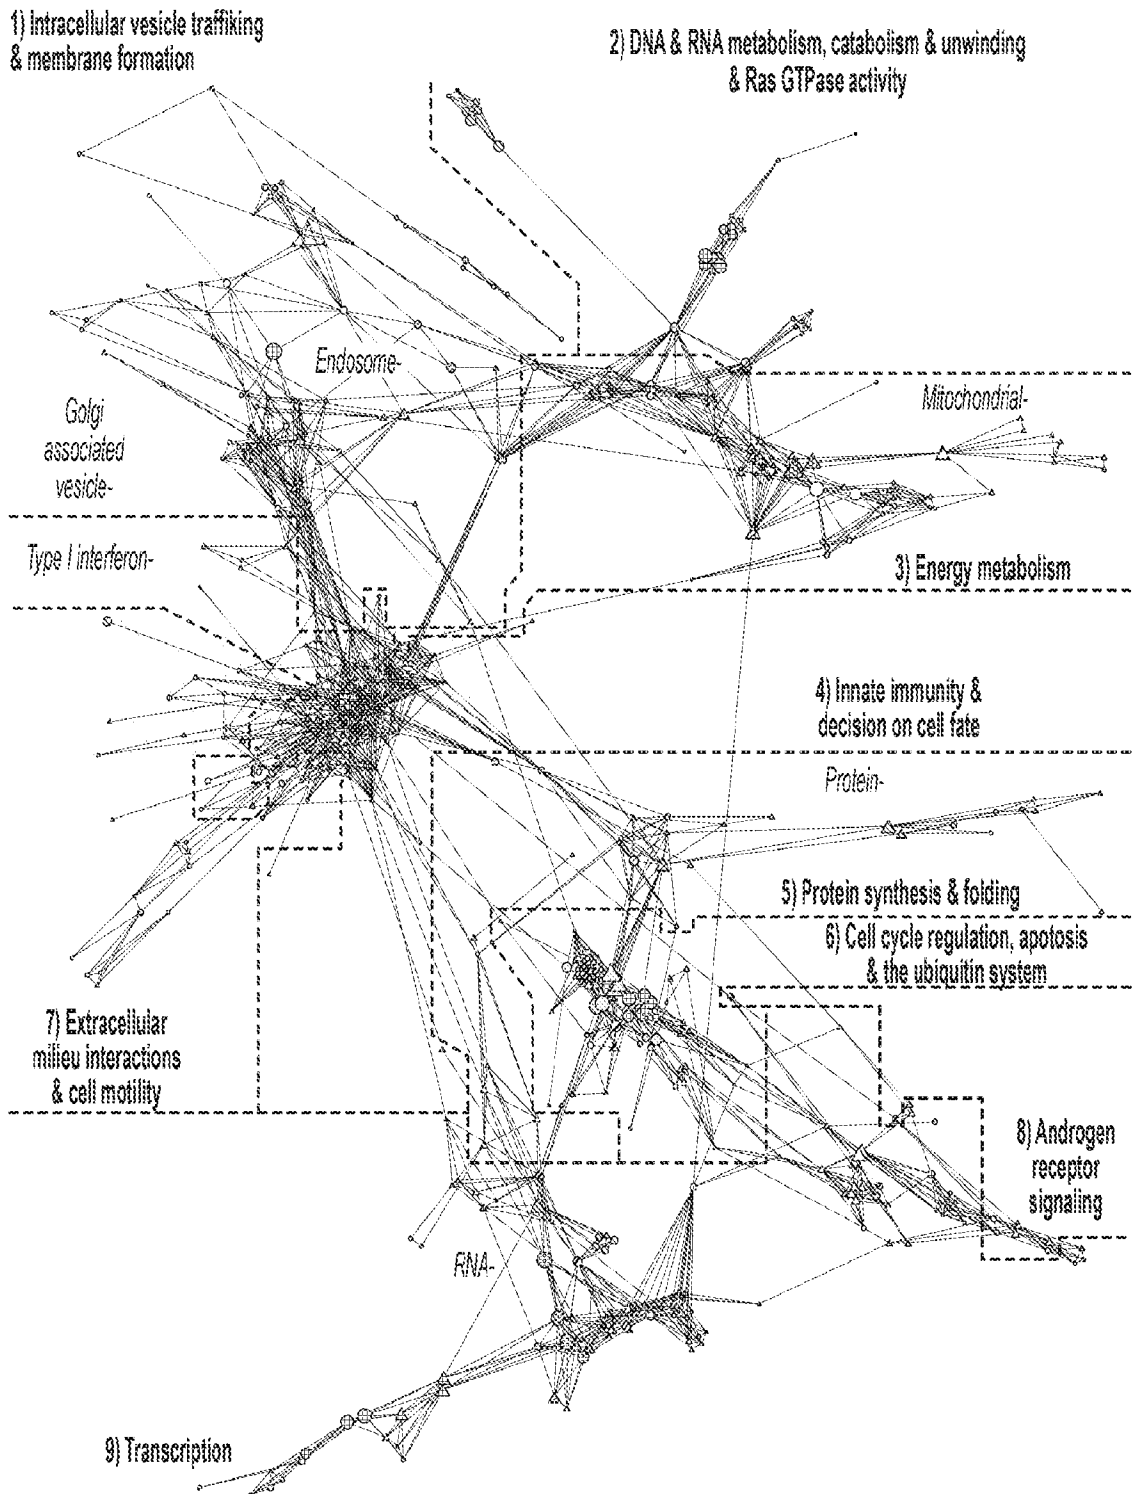 1) Intracellular vesicle traffiking
& membrane formation
2) DNA & RNA metabolism, catabolism & unwinding
& Ras GTPase activity
Endosome-
Mitochondrial-
Golgi
associated
vesicle-
Type I interferon-
3) Energy metabolism
4) Innate immunity &
decision on cell fate
Protein-
5) Protein synthesis & folding
6) Cell cycle regulation, apotosis
& the ubiquitin system
7) Extracellular
milieu interactions
& cell motility
8) Androgen
receptor
signaling
RNA-
9) Transcription